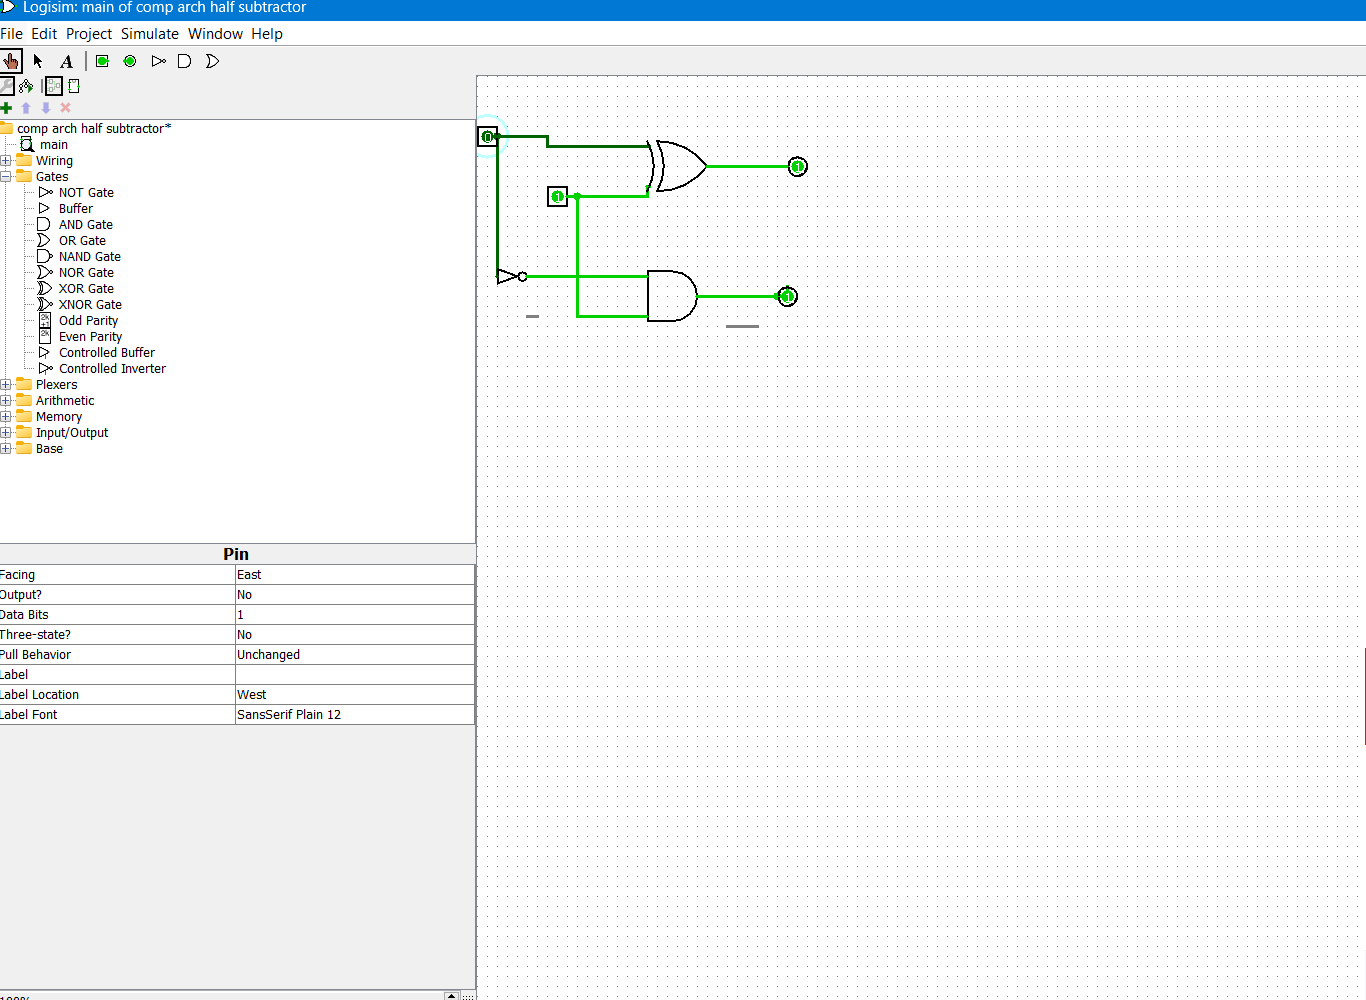 Logisim: main of comp arch half subtractor
File Edit Project Simulate Window Help
A
comp arch half subtractor*
main
Wiring
Gates
NOT Gate
Buffer
AND Gate
OR Gate
NAND Gate
NOR Gate
XOR Gate
XNOR Gate
2k+1 Odd Parity
2k Even Parity
Controlled Buffer
Controlled Inverter
Plexers
Arithmetic
Memory
Input/Output
Base
Pin
Facing East
Output? No
Data Bits 1
Three-state? No
Pull Behavior Unchanged
Label
Label Location West
Label Font SansSerif Plain 12
0
1
1
1